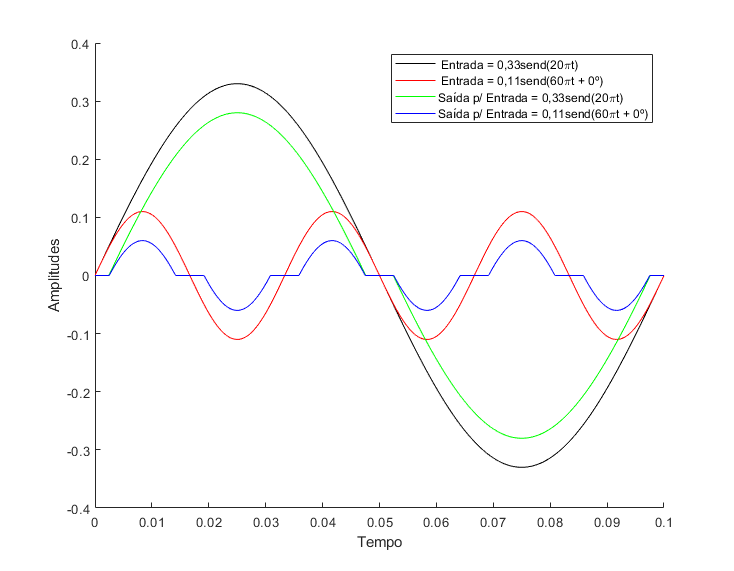 Entrada = 0,33send(20πt)
Entrada = 0,11send(60πt + 0º)
Saída p/ Entrada = 0,33send(20πt)
Saída p/ Entrada = 0,11send(60πt + 0º)
0.4
0.3
0.2
0.1
0
-0.1
-0.2
-0.3
-0.4
Amplitudes
0 0.01 0.02 0.03 0.04 0.05 0.06 0.07 0.08 0.09 0.1
Tempo